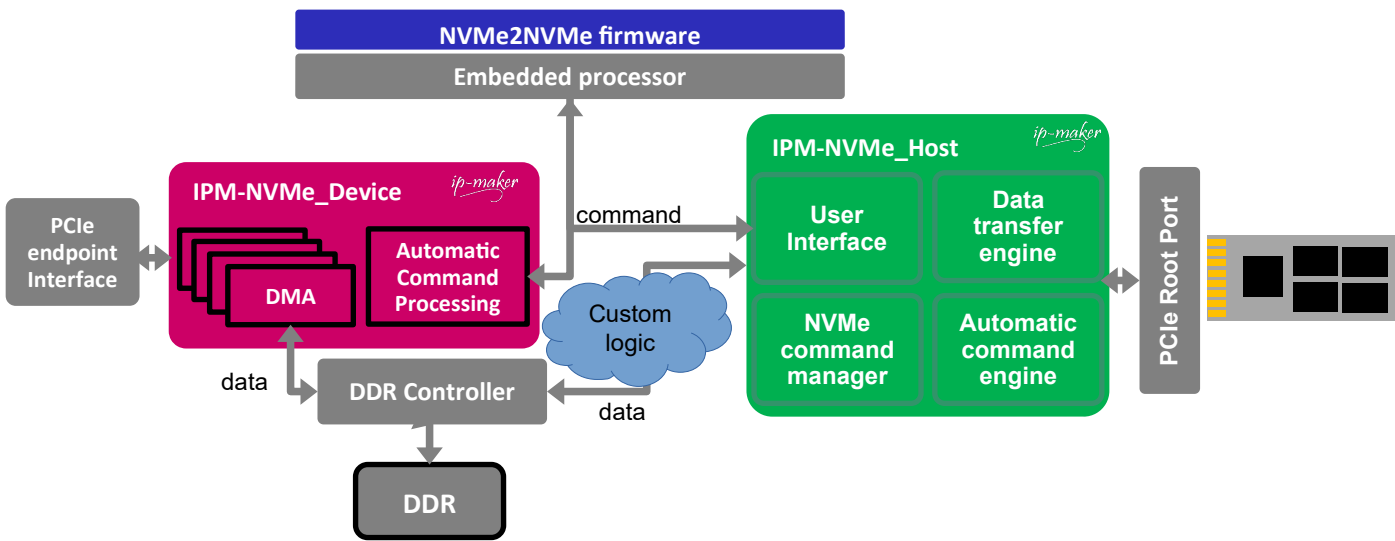 NVMe2NVMe firmware
Embedded processor
IPM-NVMe_Device
ip-maker
PCIe
endpoint
Interface
DMA
Automatic
Command
Processing
command
Custom
logic
data
DDR Controller
data
DDR
IPM-NVMe_Host
ip-maker
User
Interface
Data
transfer
engine
NVMe
command
manager
Automatic
command
engine
PCIe Root Port